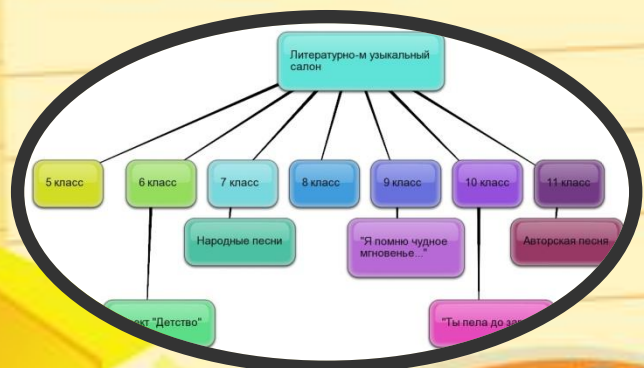 Литературно-м узыкальный
салон
5 класс
6 класс
7 класс
8 класс
9 класс
10 класс
11 класс
Народные песни
"Я помню чудное
мгновенье..."
Авторская песня
"Детство"
"Ты пела до